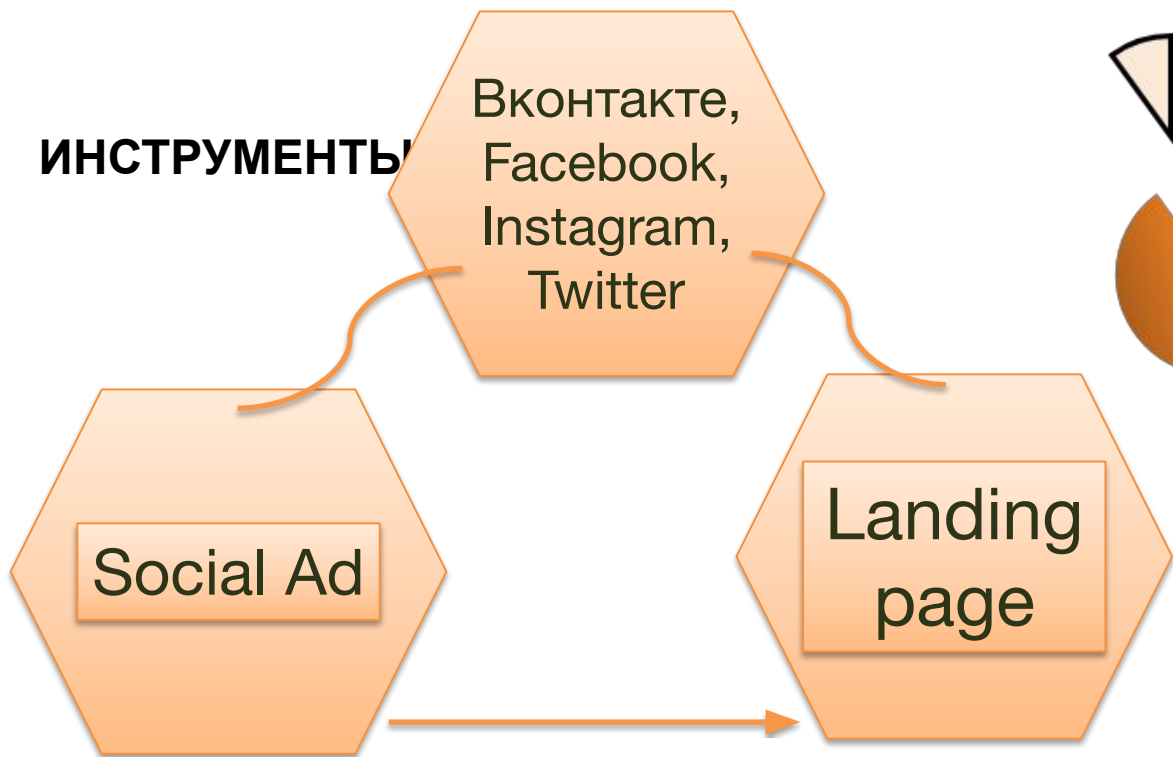 ИНСТРУМЕНТЫ
Вконтакте,
Facebook,
Instagram,
Twitter
Social Ad
Landing
page